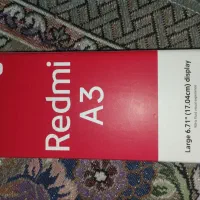 Redmi
A3
Large 6.71" (17.04cm) display